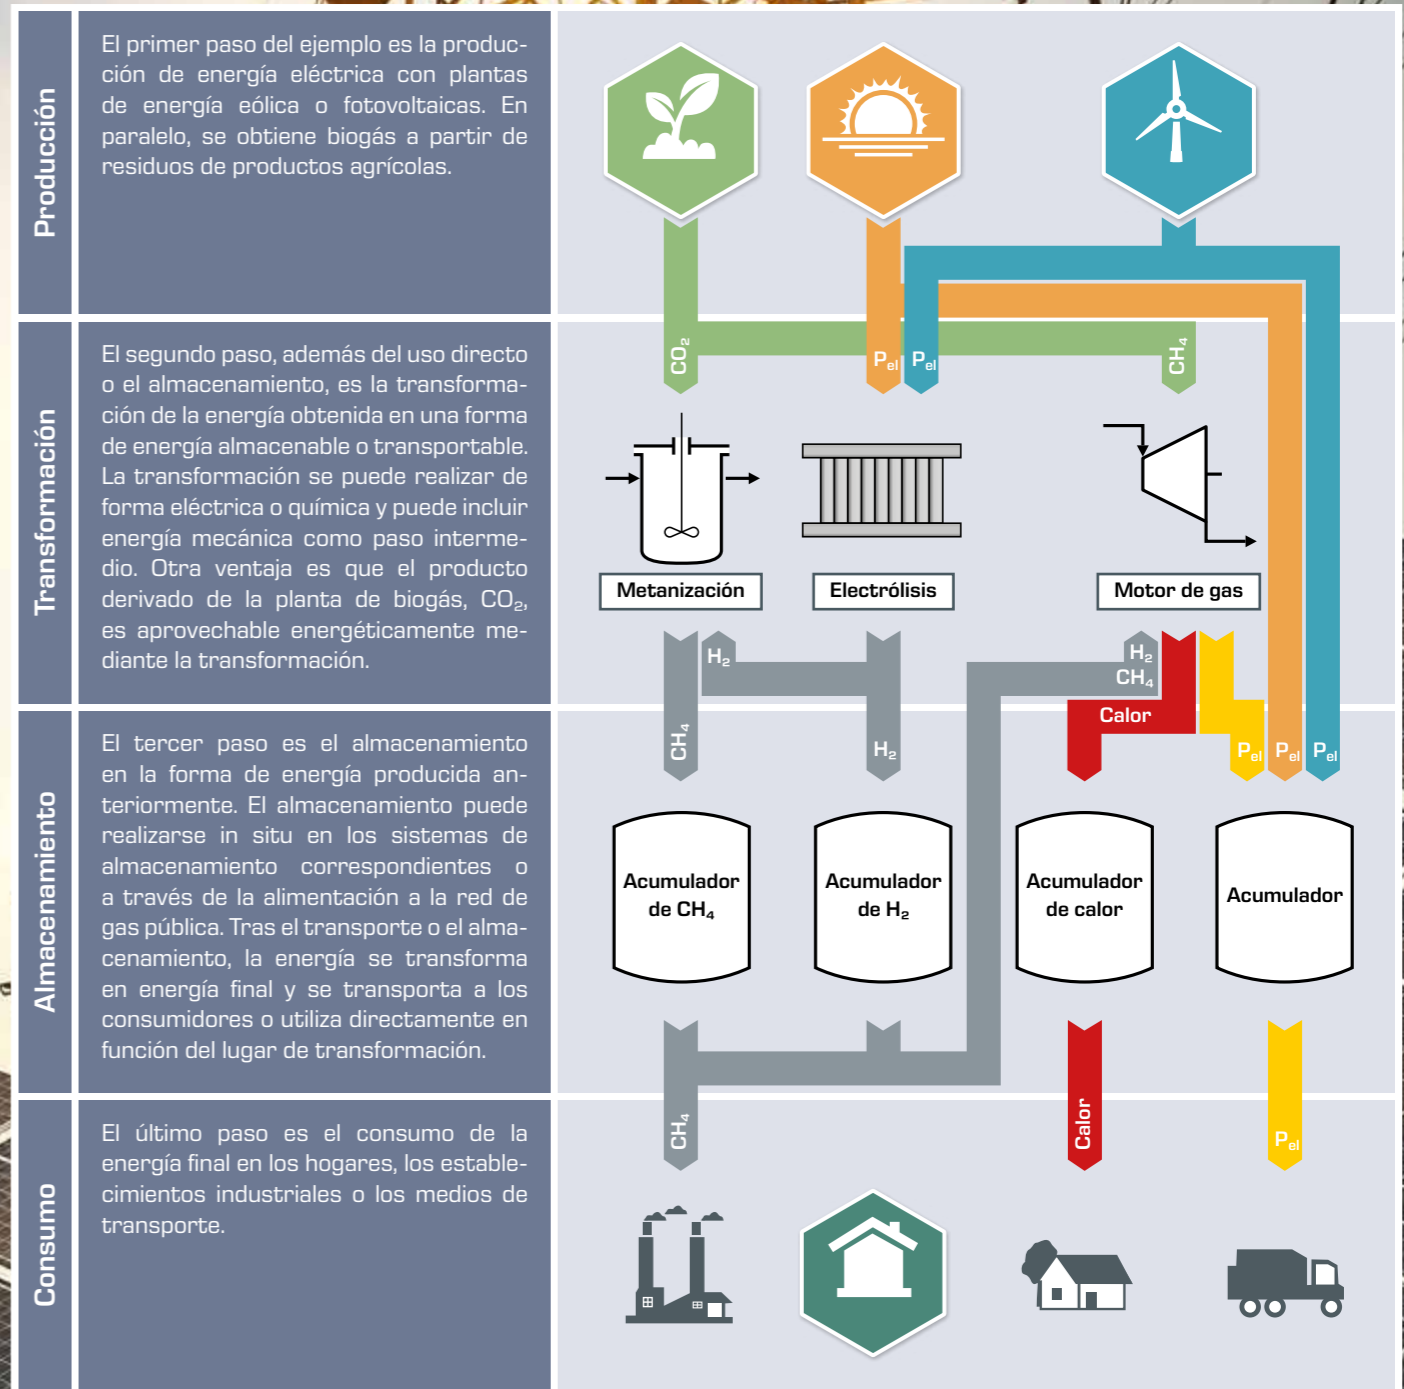 Producción
El primer paso del ejemplo es la produc-
ción de energía eléctrica con plantas
de energía eólica o fotovoltaicas. En
paralelo, se obtiene biogás a partir de
residuos de productos agrícolas.
Transformación
El segundo paso, además del uso directo
o el almacenamiento, es la transforma-
ción de la energía obtenida en una forma
de energía almacenable o transportable.
La transformación se puede realizar de
forma eléctrica o química y puede incluir
energía mecánica como paso interme-
dio. Otra ventaja es que el producto
derivado de la planta de biogás, CO₂,
es aprovechable energéticamente me-
diante la transformación.
CO₂
Pel
Pel
CH₄
Metanización
Electrólisis
Motor de gas
H₂
H₂
CH₄
Calor
Almacenamiento
El tercer paso es el almacenamiento
en la forma de energía producida an-
teriormente. El almacenamiento puede
realizarse in situ en los sistemas de
almacenamiento correspondientes o
a través de la alimentación a la red de
gas pública. Tras el transporte o el alma-
cenamiento, la energía se transforma
en energía final y se transporta a los
consumidores o utiliza directamente en
función del lugar de transformación.
CH₄
H₂
Pel
Pel
Pel
Acumulador
de CH₄
Acumulador
de H₂
Acumulador
de calor
Acumulador
Consumo
El último paso es el consumo de la
energía final en los hogares, los estable-
cimientos industriales o los medios de
transporte.
CH₄
Calor
Pel